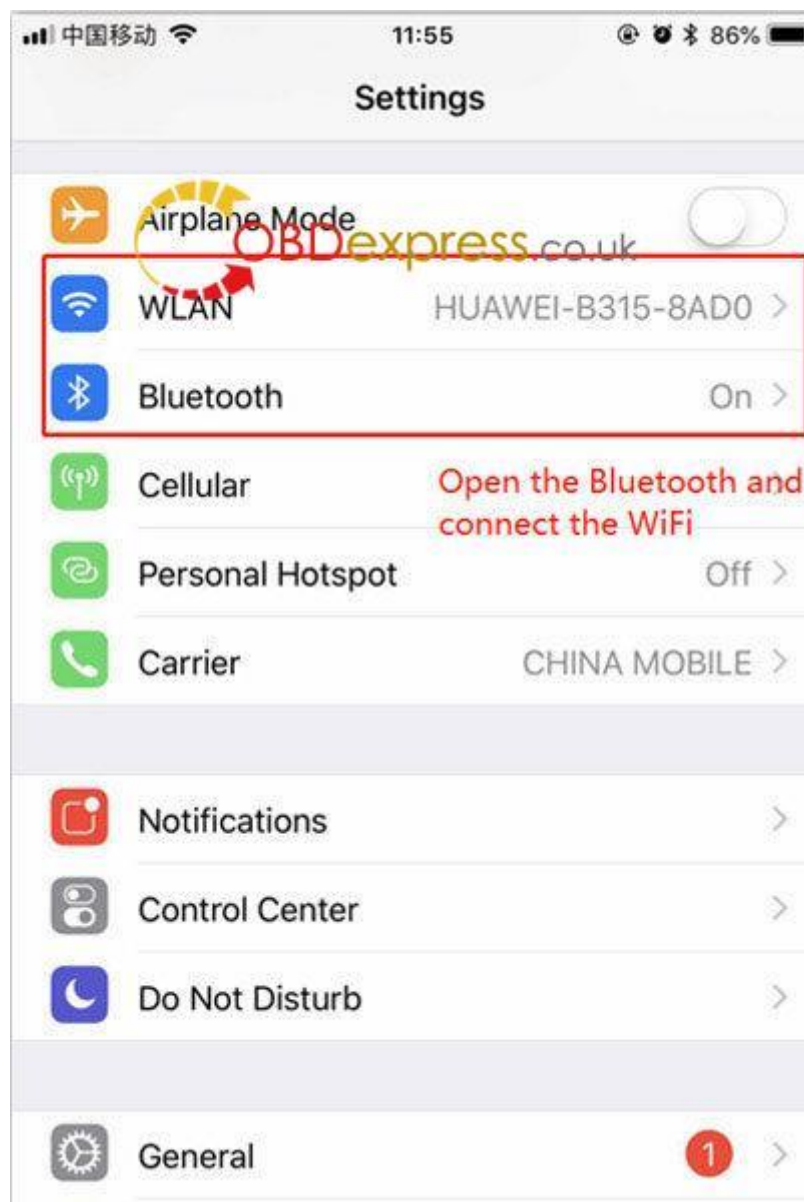 中国移动 11:55 86%
Settings
Airplane Mode
OBDexpress.co.uk
WLAN HUAWEI-B315-8AD0
Bluetooth On
Cellular
Open the Bluetooth and
connect the WiFi
Personal Hotspot Off
Carrier CHINA MOBILE
Notifications
Control Center
Do Not Disturb
General 1